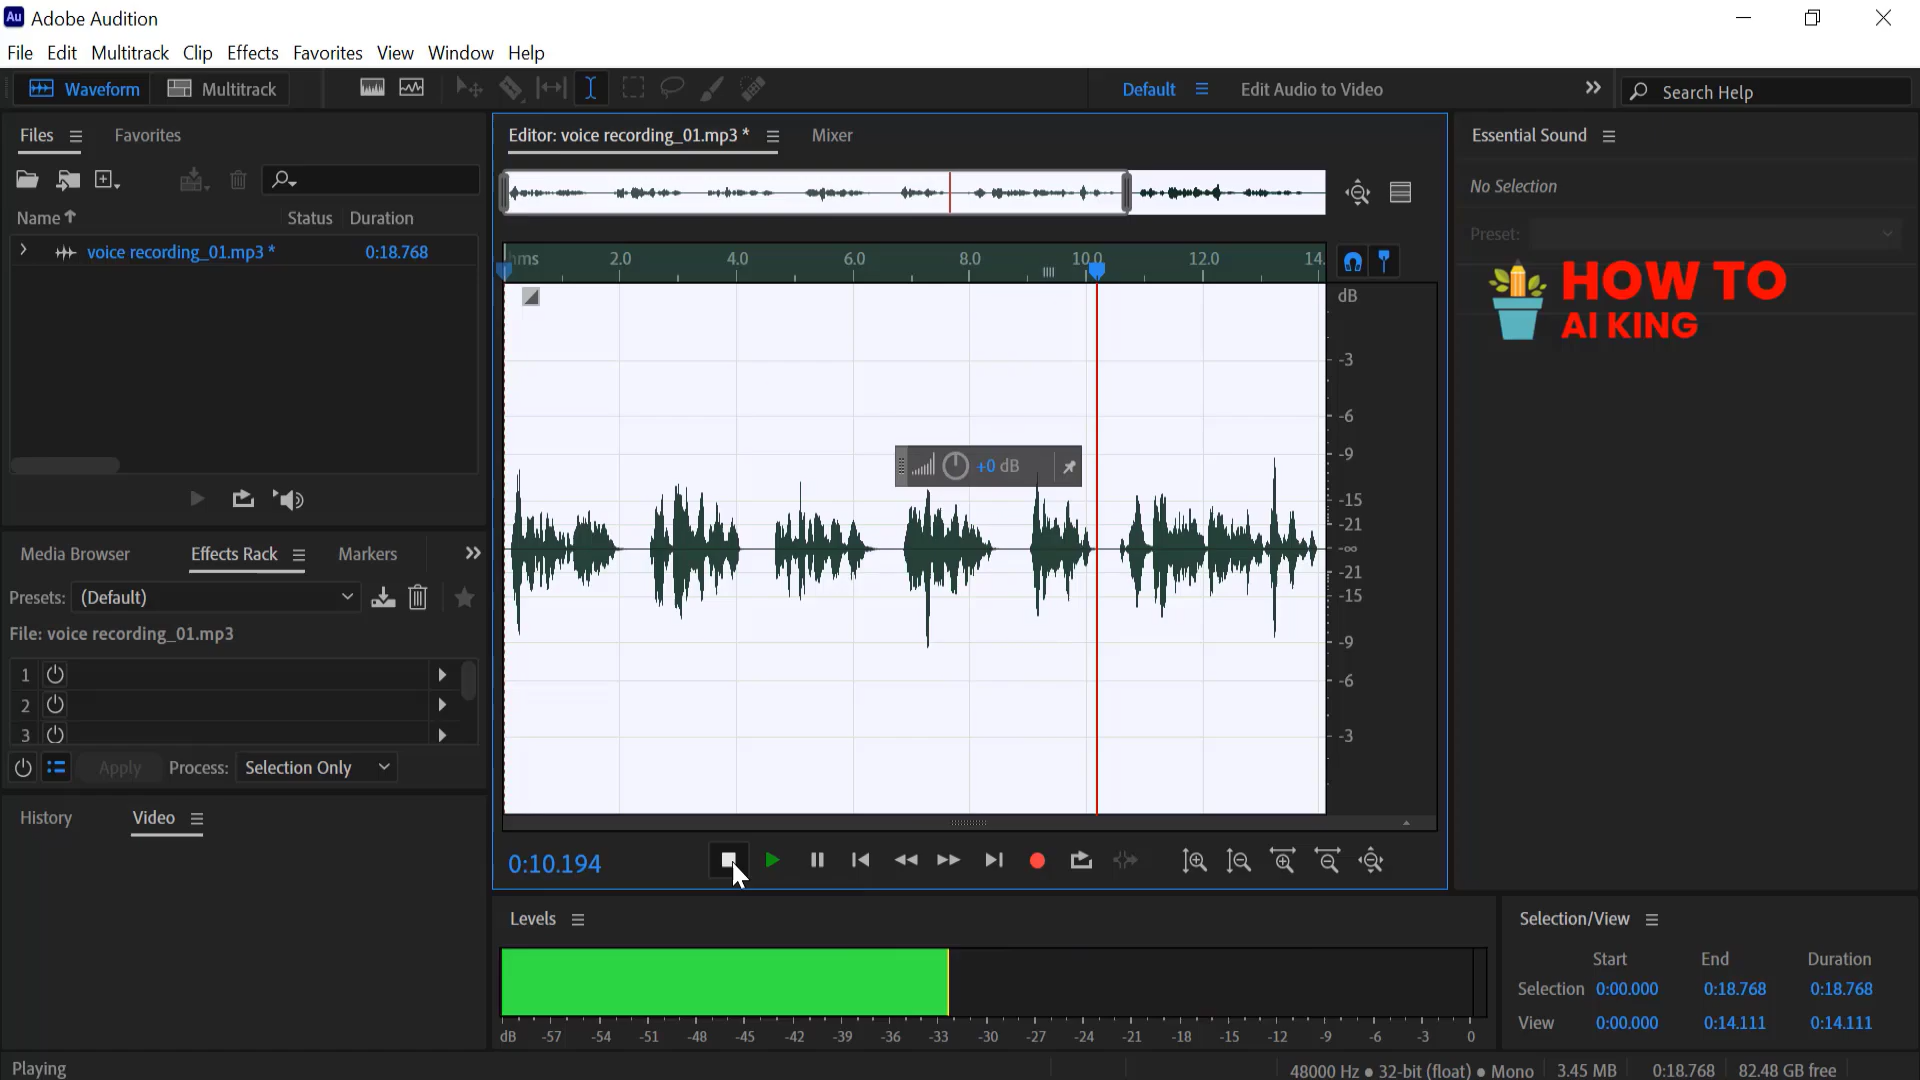 Au Adobe Audition
File Edit Multitrack Clip Effects Favorites View Window Help
Waveform Multitrack Default Edit Audio to Video Search Help
Files Favorites
Name Status Duration
voice recording_01.mp3 * 0:18.768
Media Browser Effects Rack Markers
Presets: (Default)
File: voice recording_01.mp3
1
2
3
Apply Process: Selection Only
History Video
Editor: voice recording_01.mp3 * Mixer
hms 2.0 4.0 6.0 8.0 10.0 12.0 14.
dB
-3
-6
-9
-15
-21
-∞
-21
-15
-9
-6
-3
+0 dB
0:10.194
Levels
dB -57 -54 -51 -48 -45 -42 -39 -36 -33 -30 -27 -24 -21 -18 -15 -12 -9 -6 -3 0
Essential Sound
No Selection
Preset:
HOW TO
AI KING
Selection/View
Start End Duration
Selection 0:00.000 0:18.768 0:18.768
View 0:00.000 0:14.111 0:14.111
Playing
48000 Hz ● 32-bit (float) ● Mono 3.45 MB 0:18.768 82.48 GB free